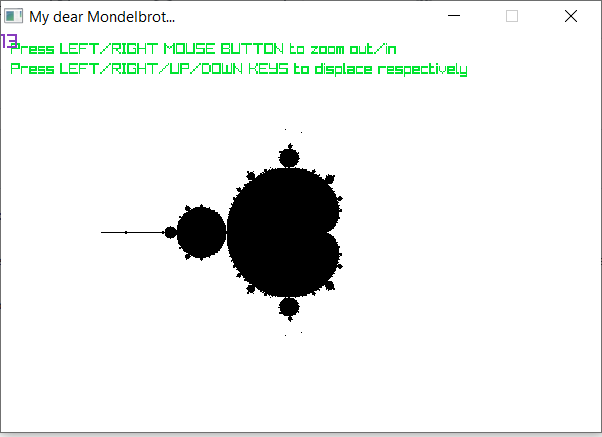 My dear Mondelbrot...
13
Press LEFT/RIGHT MOUSE BUTTON to zoom out/in
Press LEFT/RIGHT/UP/DOWN KEYS to displace respectively